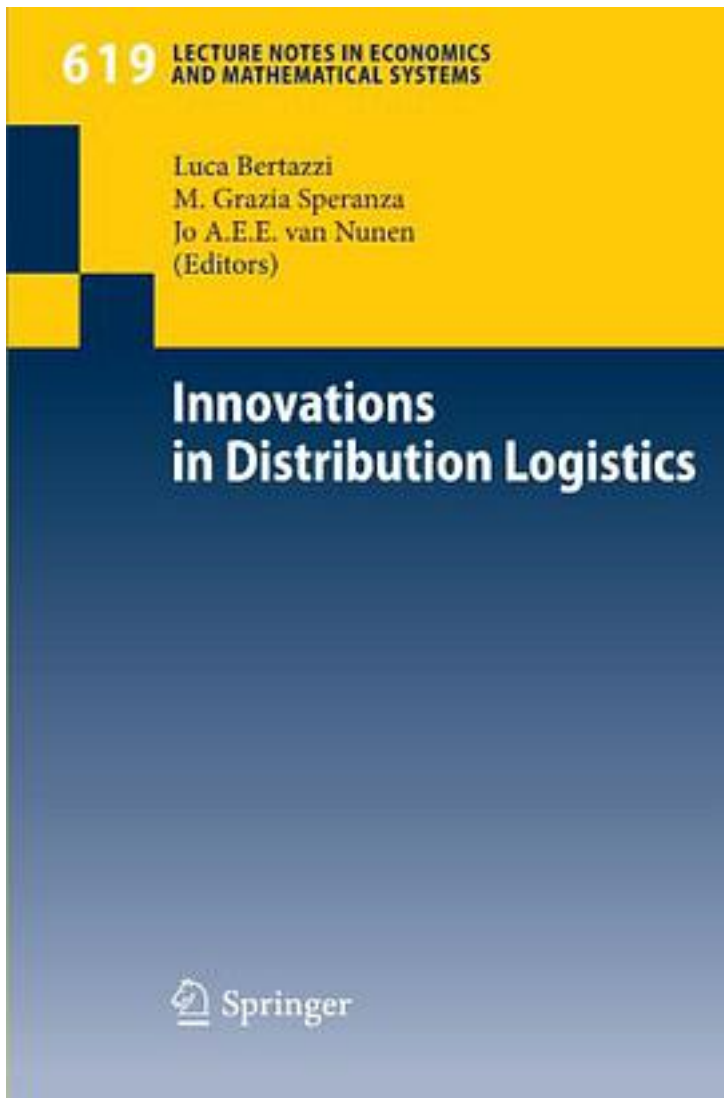 619 LECTURE NOTES IN ECONOMICS
AND MATHEMATICAL SYSTEMS
Luca Bertazzi
M. Grazia Speranza
Jo A.E.E. van Nunen
(Editors)
Innovations
in Distribution Logistics
Springer